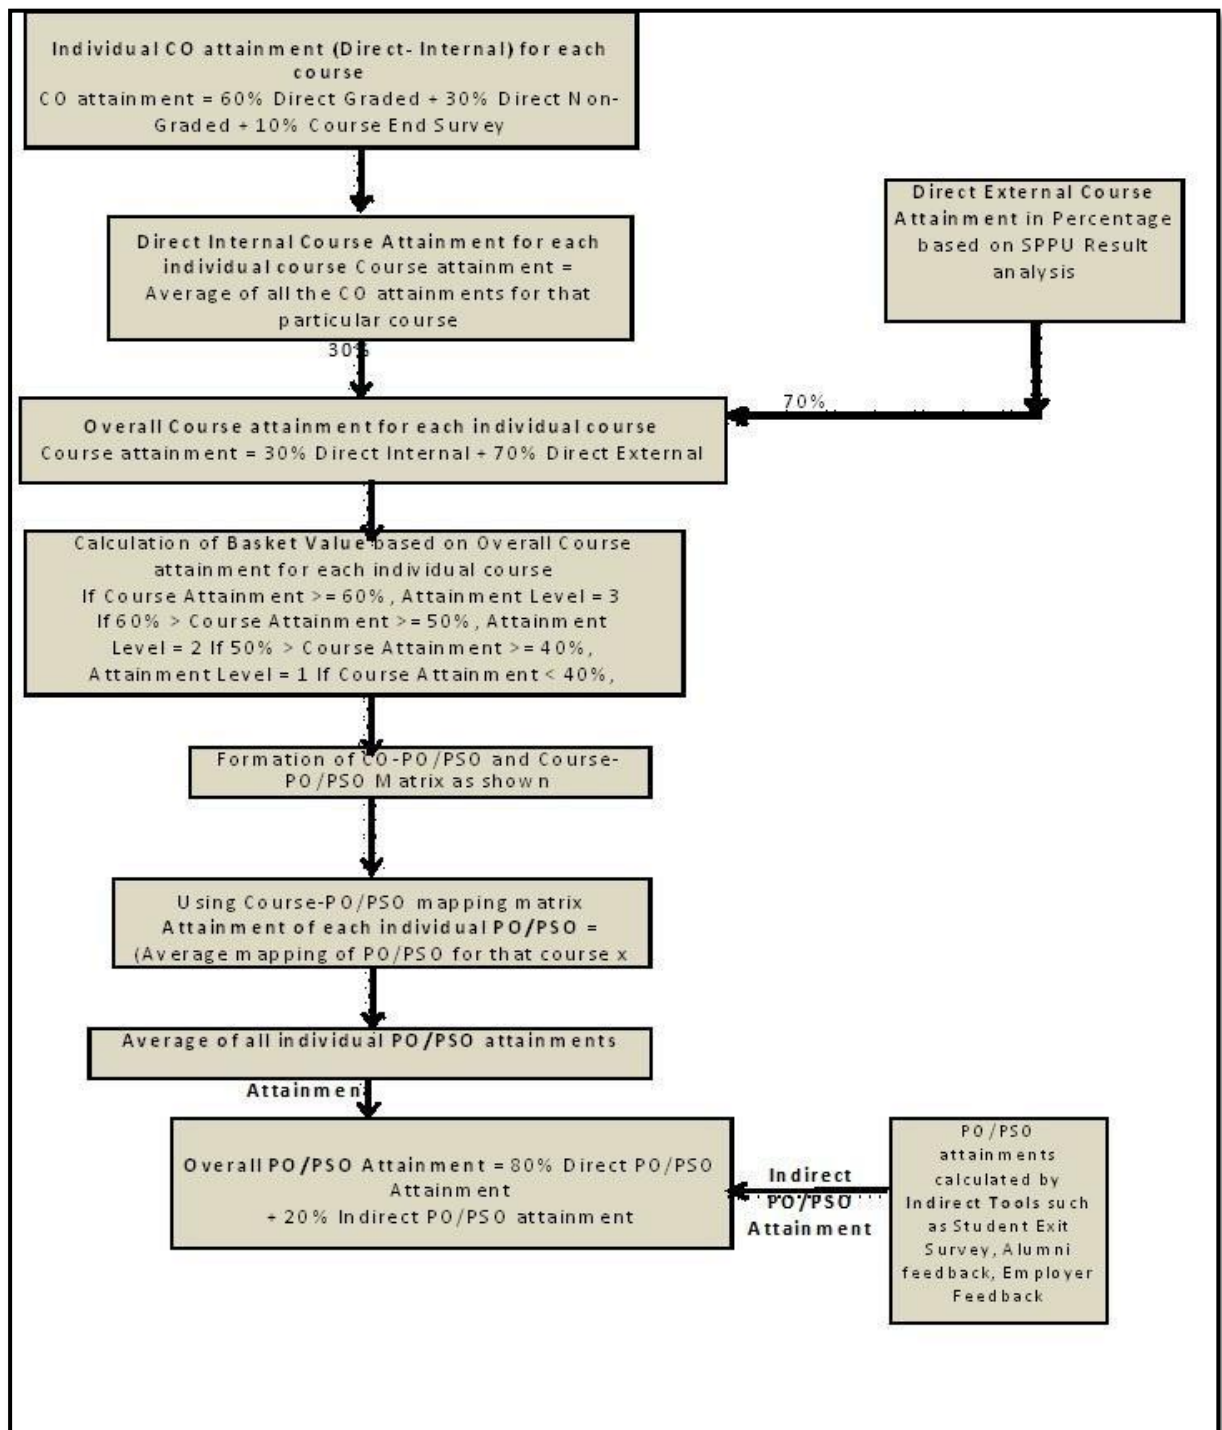 Individual CO attainment (Direct- Internal) for each
course
CO attainment = 60% Direct Graded + 30% Direct Non-
Graded + 10% Course End Survey
Direct External Course
Attainment in Percentage
based on SPPU Result
analysis
Direct Internal Course Attainment for each
individual course Course attainment =
Average of all the CO attainments for that
particular course
30%
70%
Overall Course attainment for each individual course
Course attainment = 30% Direct Internal + 70% Direct External
Calculation of Basket Value based on Overall Course
attainment for each individual course
If Course Attainment >= 60%, Attainment Level = 3
If 60% > Course Attainment >= 50%, Attainment
Level = 2 If 50% > Course Attainment >= 40%,
Attainment Level = 1 If Course Attainment < 40%,
Formation of CO-PO/PSO and Course-
PO/PSO Matrix as shown
Using Course-PO/PSO mapping matrix
Attainment of each individual PO/PSO =
(Average mapping of PO/PSO for that course x
Average of all individual PO/PSO attainments
Attainmen
Overall PO/PSO Attainment = 80% Direct PO/PSO
Attainment
+ 20% Indirect PO/PSO attainment
Indirect
PO/PSO
Attainment
PO/PSO
attainments
calculated by
Indirect Tools such
as Student Exit
Survey, Alumni
feedback, Employer
Feedback